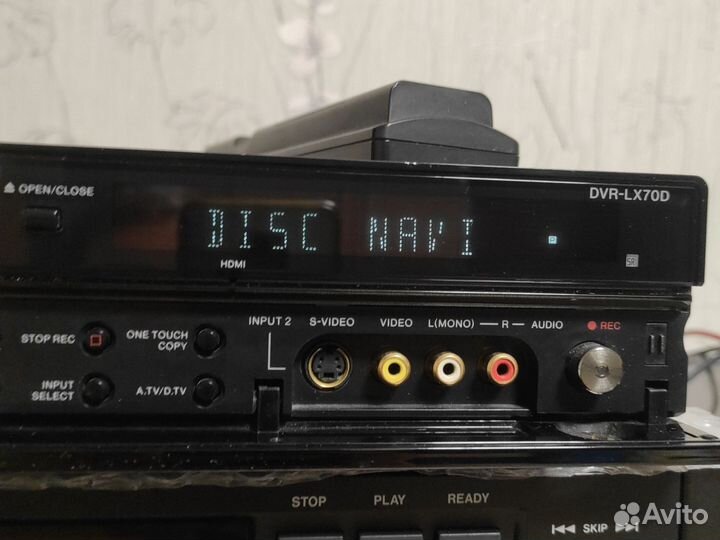 OPEN/CLOSE
DVR-LX70D
DISC NAVI
HDMI
SR
INPUT 2 S-VIDEO VIDEO L(MONO) R AUDIO REC
STOP REC
ONE TOUCH
COPY
INPUT
SELECT
A.TV/D.TV
STOP PLAY READY
SKIP
Avito